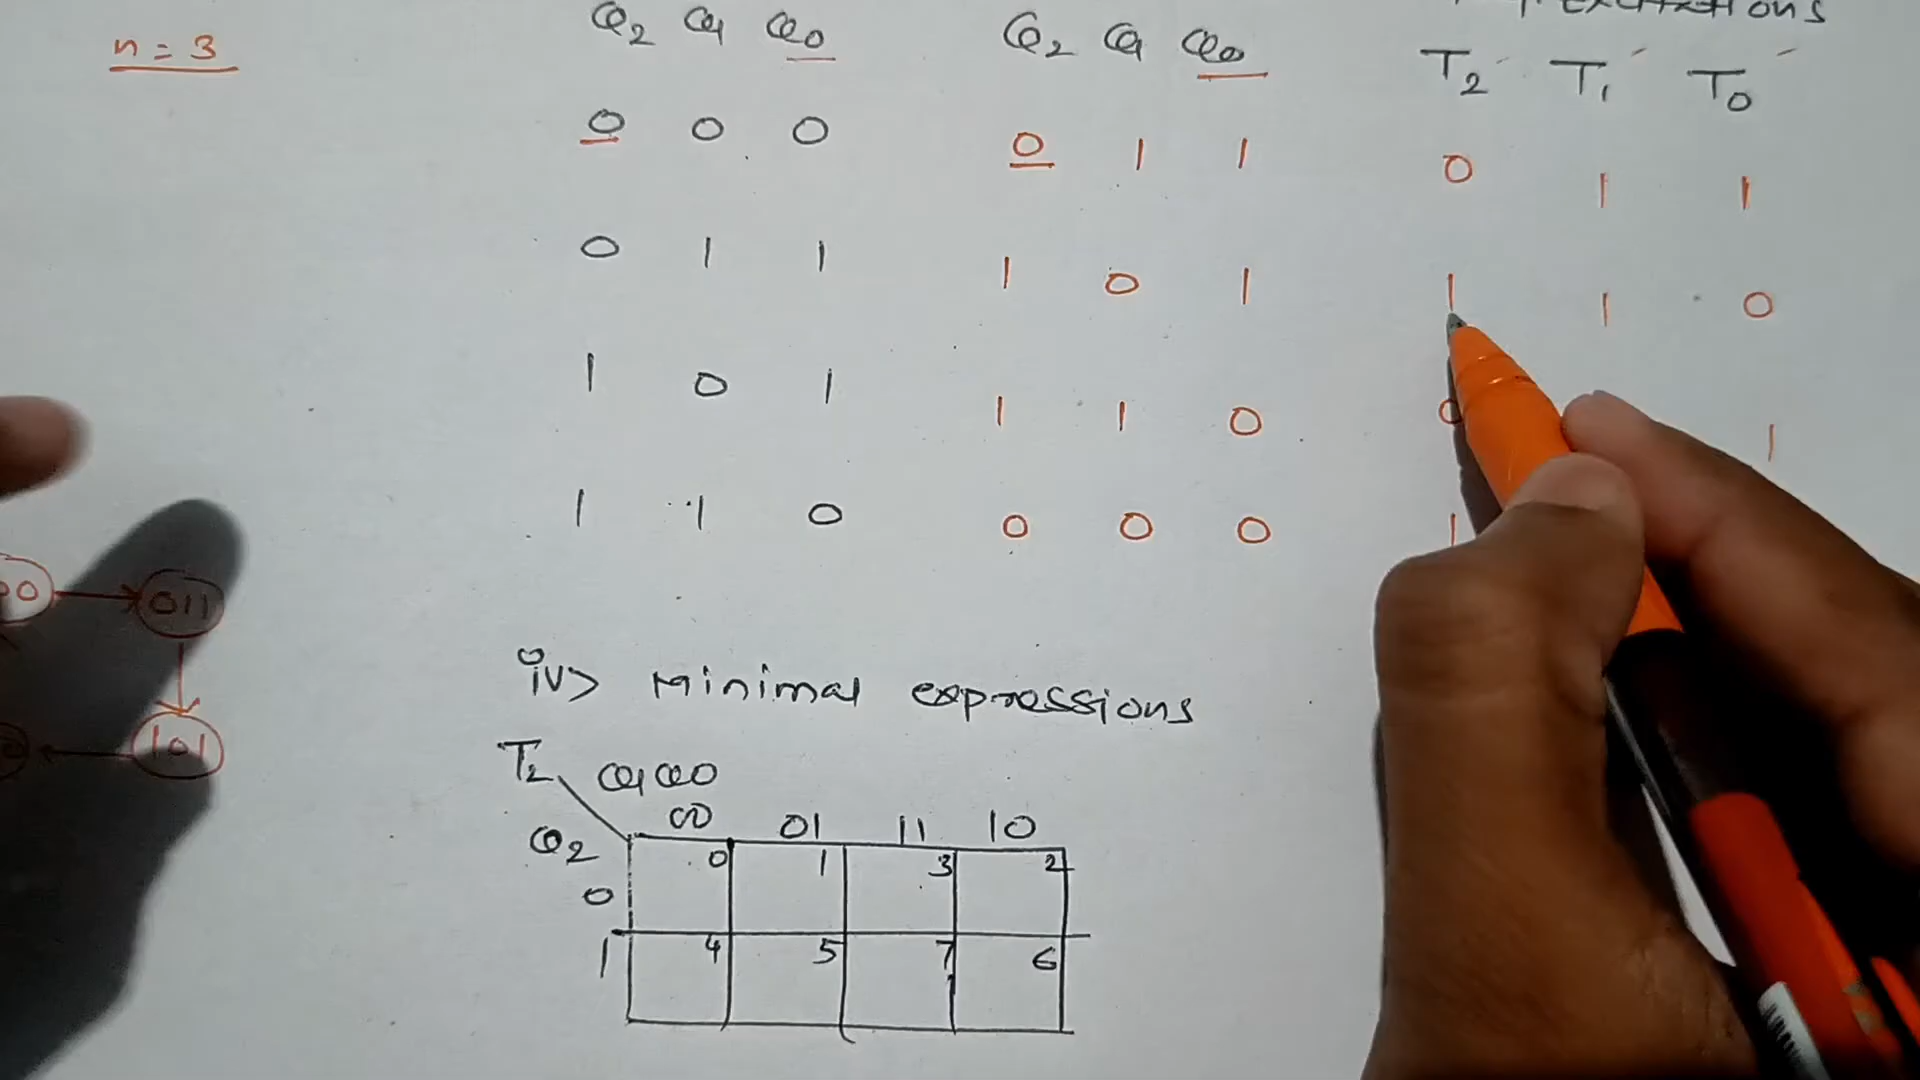 n = 3
Q2 Q1 Q0 Q2 Q1 Q0 T2 T1 T0
0 0 0 0 1 1 0 1 1
0 1 1 1 0 1 1 1 0
1 0 1 1 1 0 0 1
1 1 0 0 0 0 1
011
101
iv> Minimal expressions
T2 Q1Q0
Q2 00 01 11 10
0 0 1 3 2
1 4 5 7 6